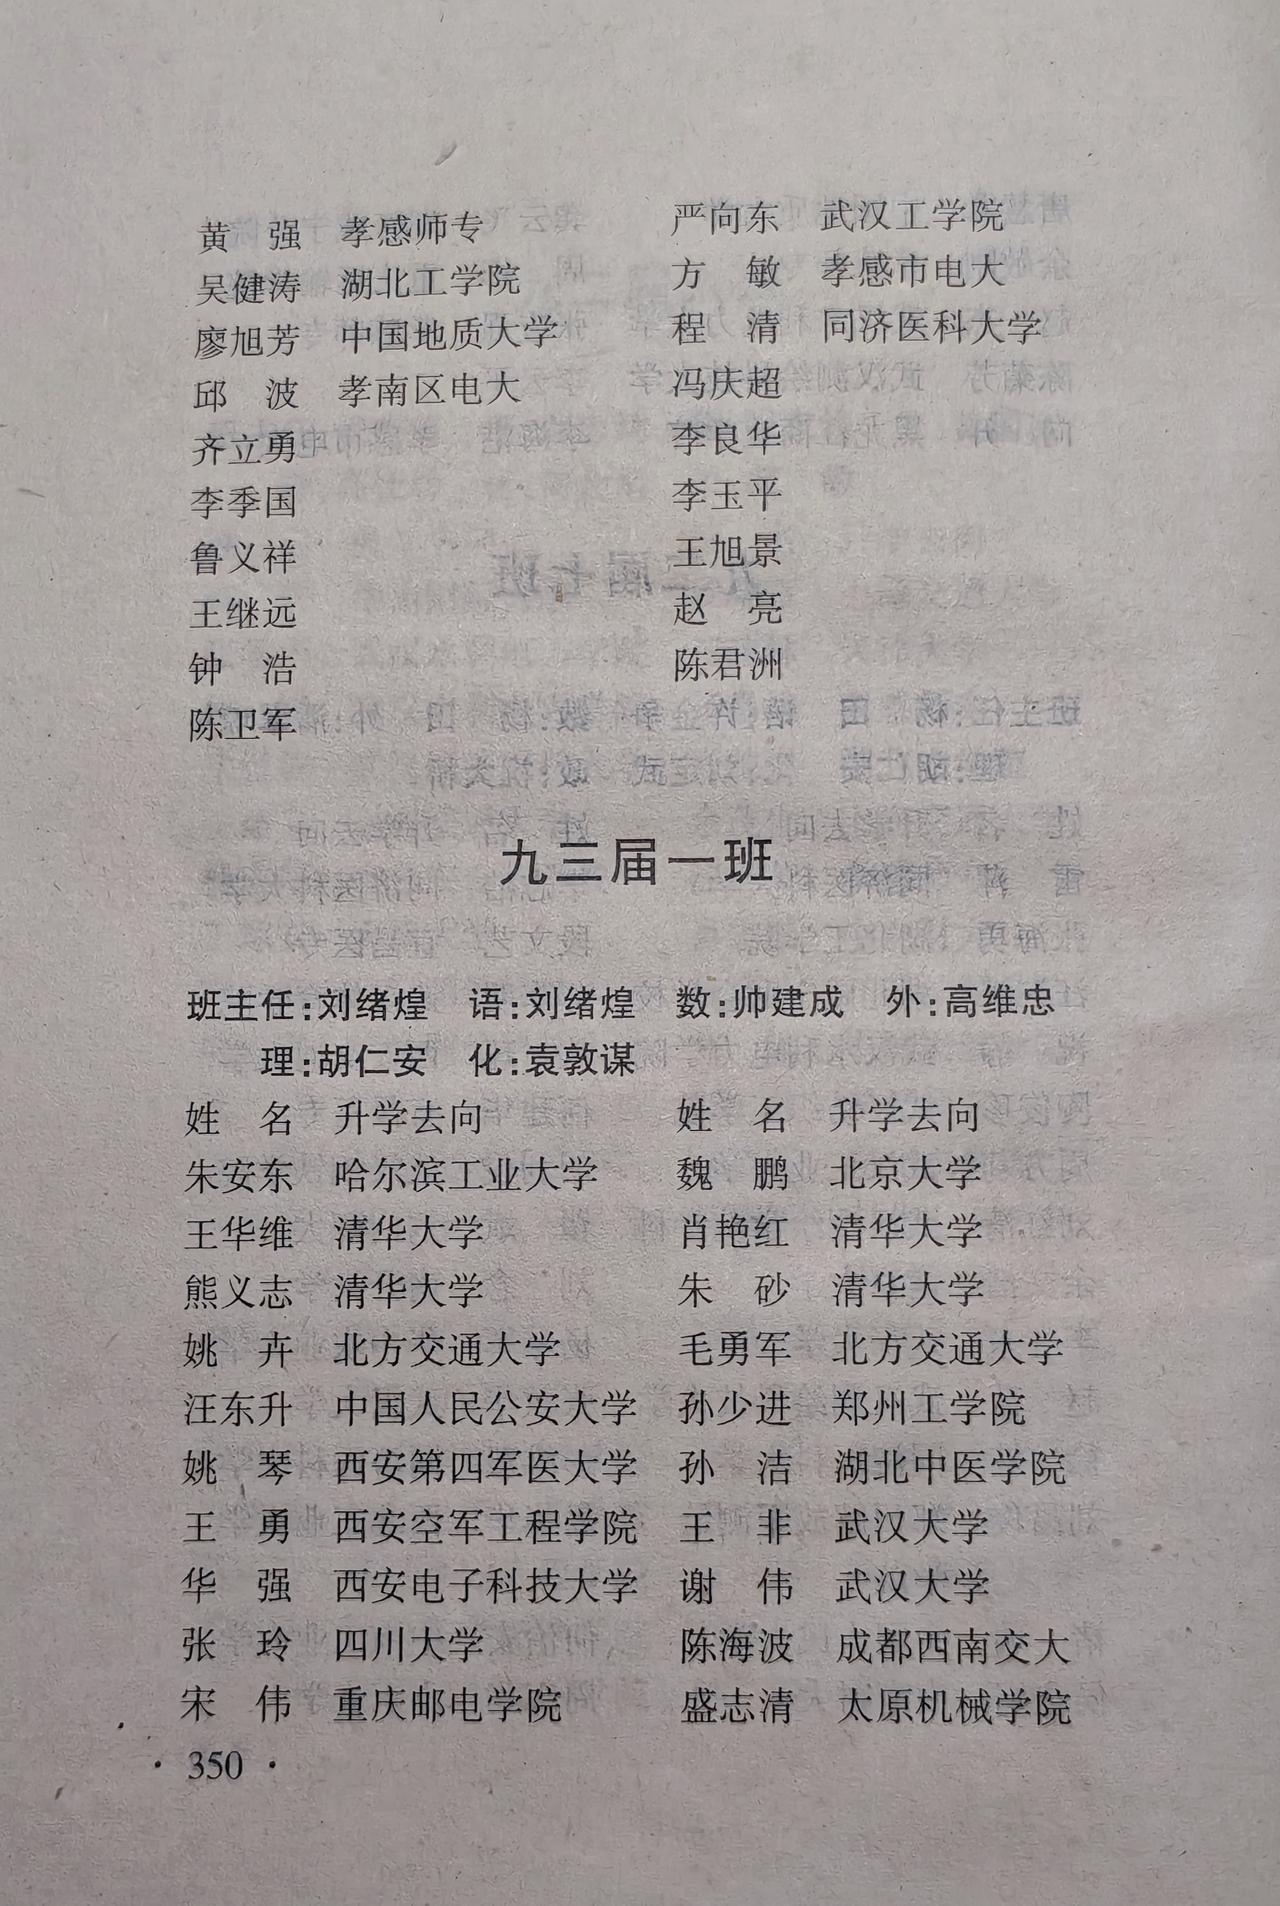 黄　强　孝感师专　严向东　武汉工学院
吴健涛　湖北工学院　方　敏　孝感市电大
廖旭芳　中国地质大学　程　清　同济医科大学
邱　波　孝南区电大　冯庆超
齐立勇　李良华
李季国　李玉平
鲁义祥　王旭景
王继远　赵　亮
钟　浩　陈君洲
陈卫军
九三届一班
班主任:刘绪煌　语:刘绪煌　数:帅建成　外:高维忠
理:胡仁安　化:袁敦谋
姓　名　升学去向　姓　名　升学去向
朱安东　哈尔滨工业大学　魏　鹏　北京大学
王华维　清华大学　肖艳红　清华大学
熊义志　清华大学　朱　砂　清华大学
姚　卉　北方交通大学　毛勇军　北方交通大学
汪东升　中国人民公安大学　孙少进　郑州工学院
姚　琴　西安第四军医大学　孙　洁　湖北中医学院
王　勇　西安空军工程学院　王　非　武汉大学
华　强　西安电子科技大学　谢　伟　武汉大学
张　玲　四川大学　陈海波　成都西南交大
宋　伟　重庆邮电学院　盛志清　太原机械学院
· 350 ·